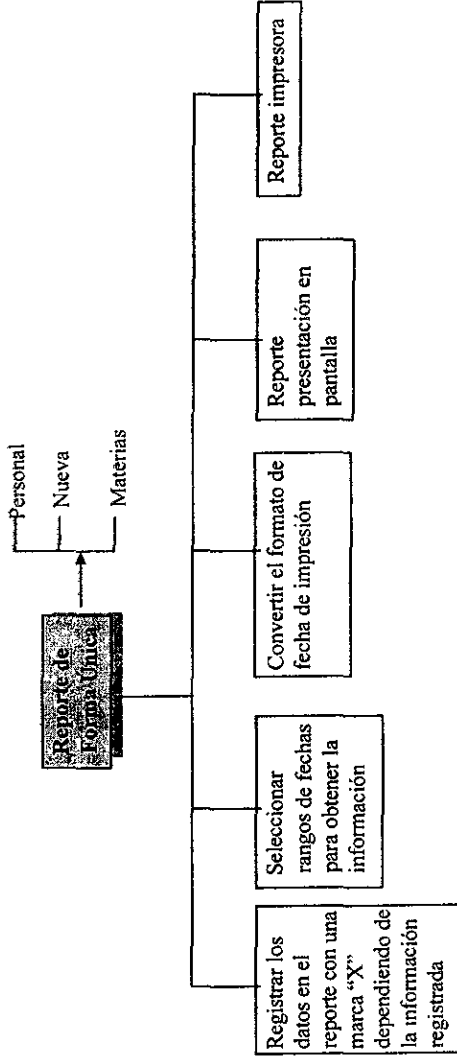 Reporte de
Forma Unica
Personal
Nueva
Materias
Registrar los
datos en el
reporte con una
marca "X"
dependiendo de
la información
registrada
Seleccionar
rangos de fechas
para obtener la
información
Convertir el formato de
fecha de impresión
Reporte
presentación en
pantalla
Reporte impresora